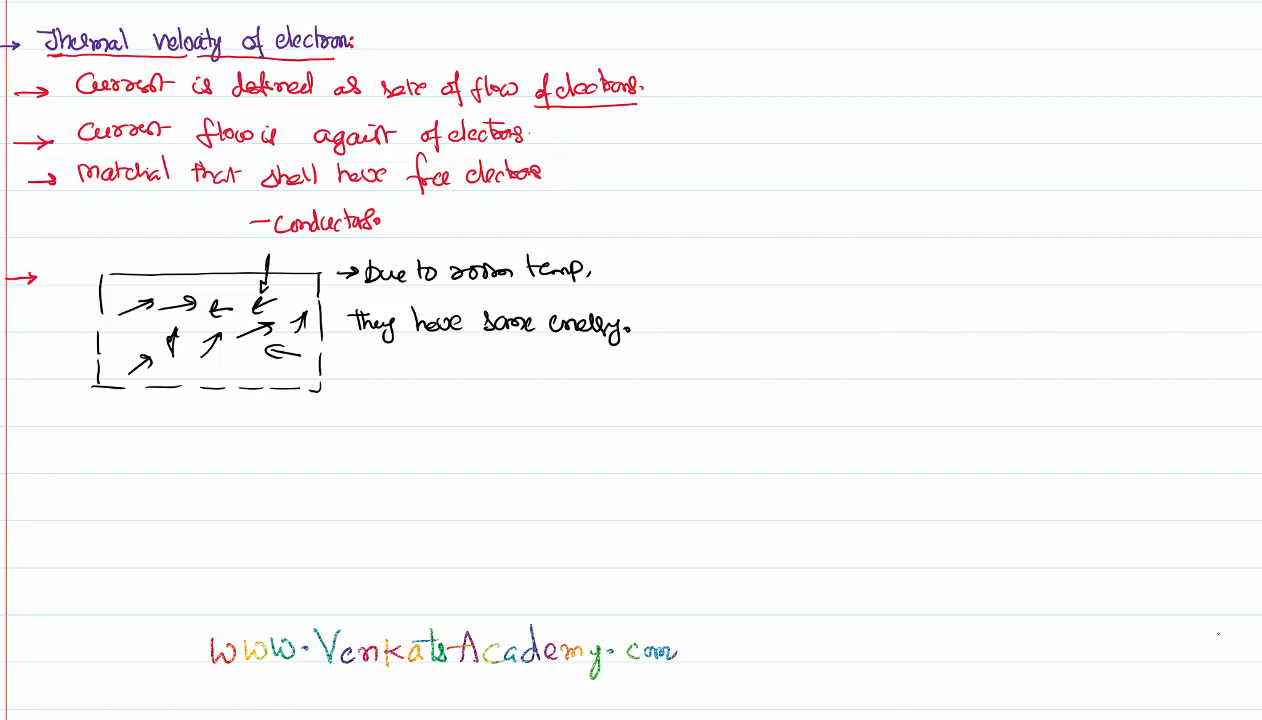 → Thermal velocity of electron:
→ Current is defined as rate of flow of electrons.
→ Current flow is against of electrons.
→ Material that shall have free electrons
- Conductors.
→ Due to room temp,
they have some energy.
www.VenkatsAcademy.com